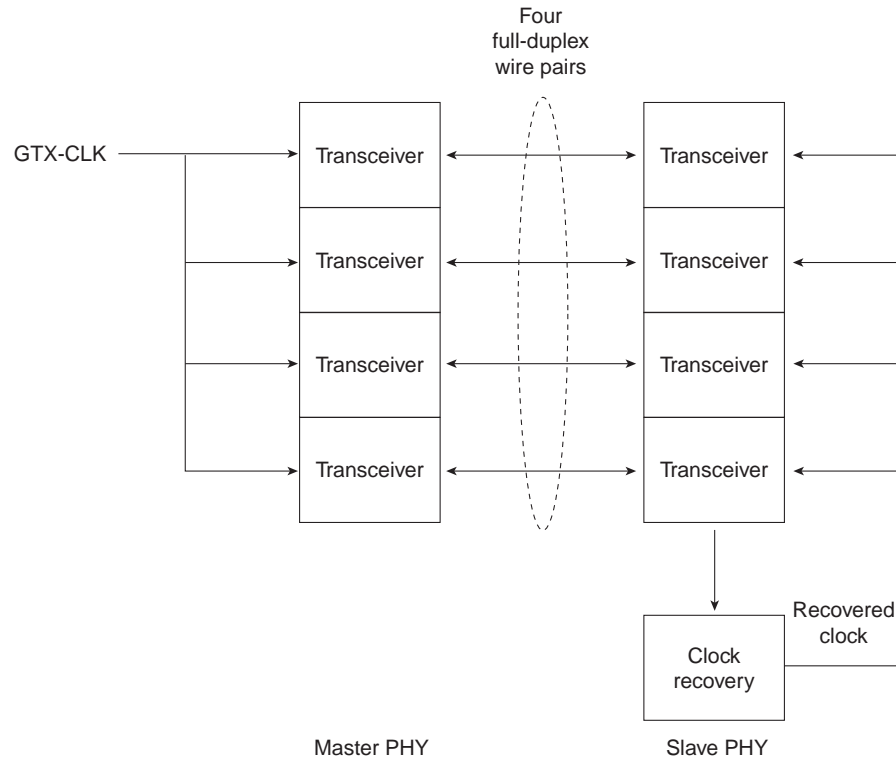 Four
full-duplex
wire pairs
GTX-CLK
Transceiver
Transceiver
Transceiver
Transceiver
Transceiver
Transceiver
Transceiver
Transceiver
Recovered
clock
Clock
recovery
Master PHY
Slave PHY